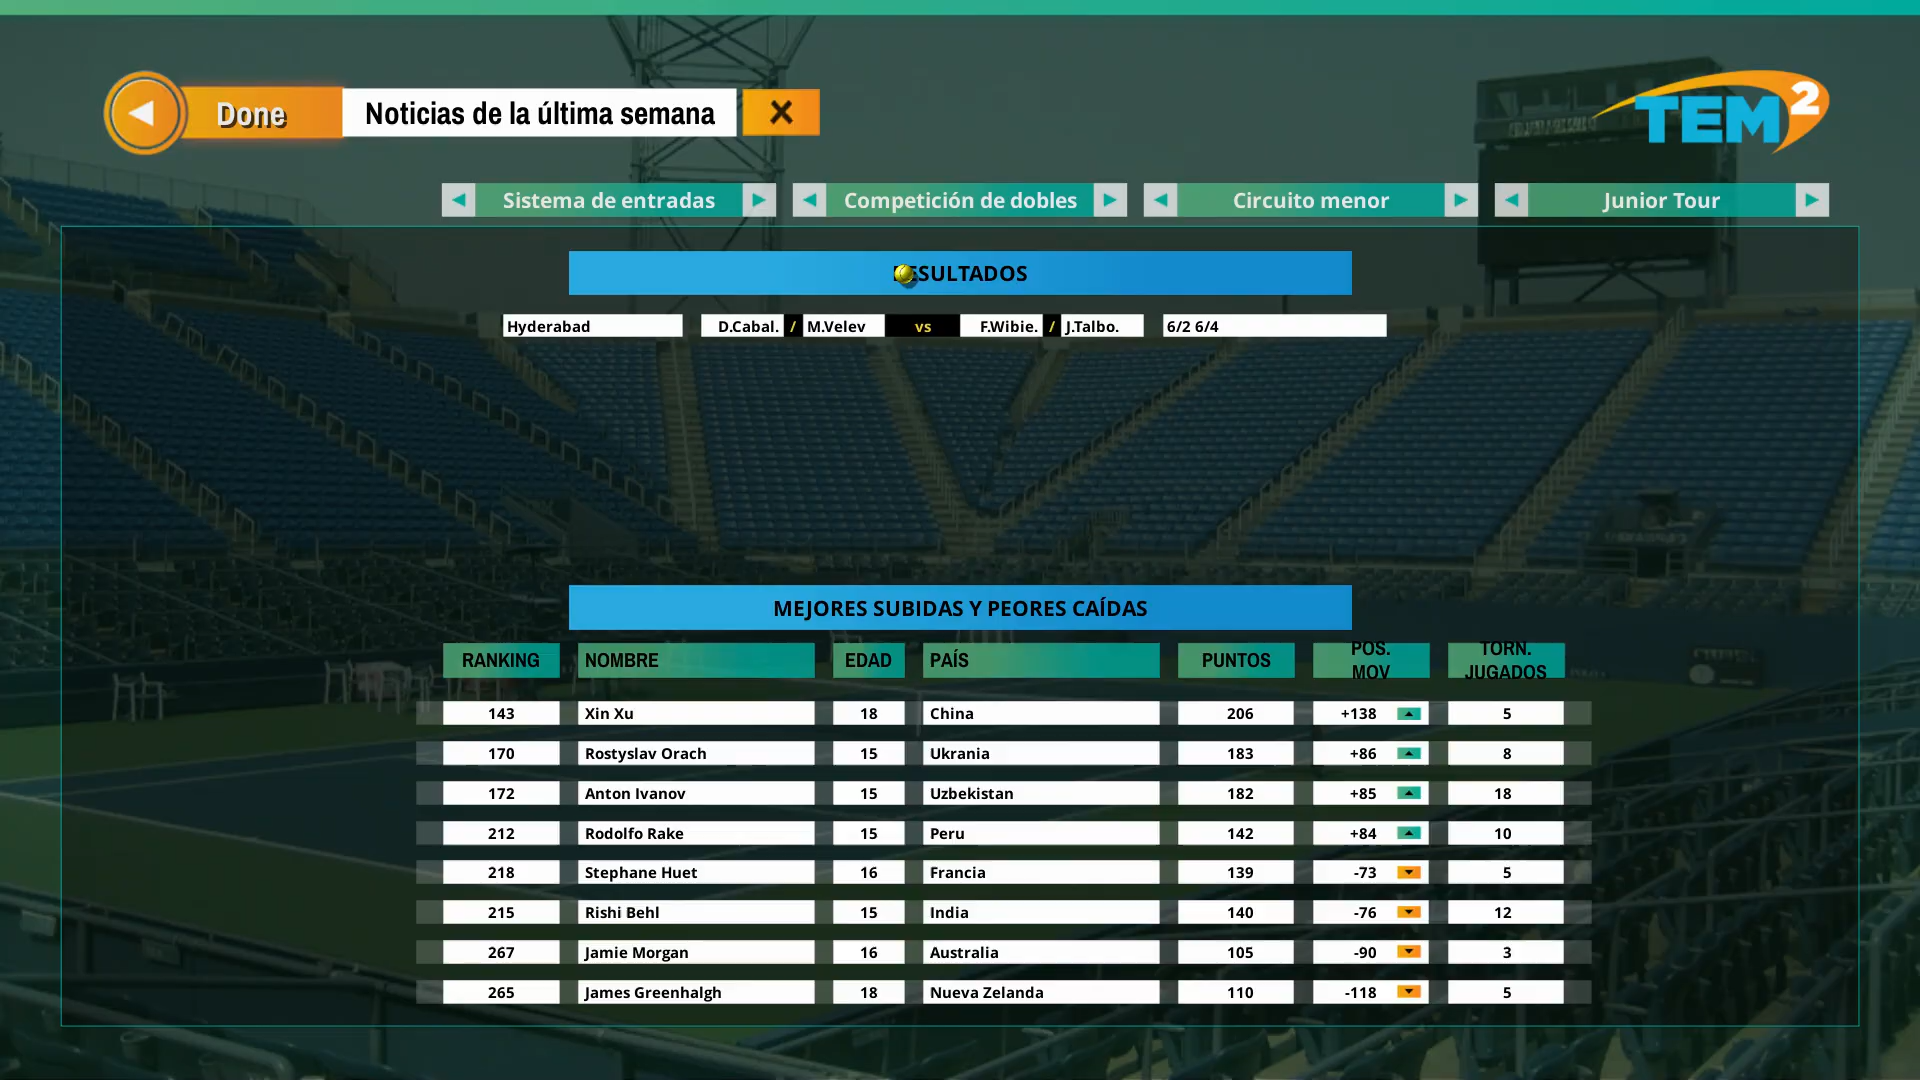 Done
Noticias de la última semana
TEM2
Sistema de entradas
Competición de dobles
Circuito menor
Junior Tour
SULTADOS
Hyderabad D.Cabal. / M.Velev vs F.Wibie. / J.Talbo. 6/2 6/4
MEJORES SUBIDAS Y PEORES CAÍDAS
RANKING NOMBRE EDAD PAÍS PUNTOS POS. MOV TORN. JUGADOS
143 Xin Xu 18 China 206 +138 5
170 Rostyslav Orach 15 Ukrania 183 +86 8
172 Anton Ivanov 15 Uzbekistan 182 +85 18
212 Rodolfo Rake 15 Peru 142 +84 10
218 Stephane Huet 16 Francia 139 -73 5
215 Rishi Behl 15 India 140 -76 12
267 Jamie Morgan 16 Australia 105 -90 3
265 James Greenhalgh 18 Nueva Zelanda 110 -118 5